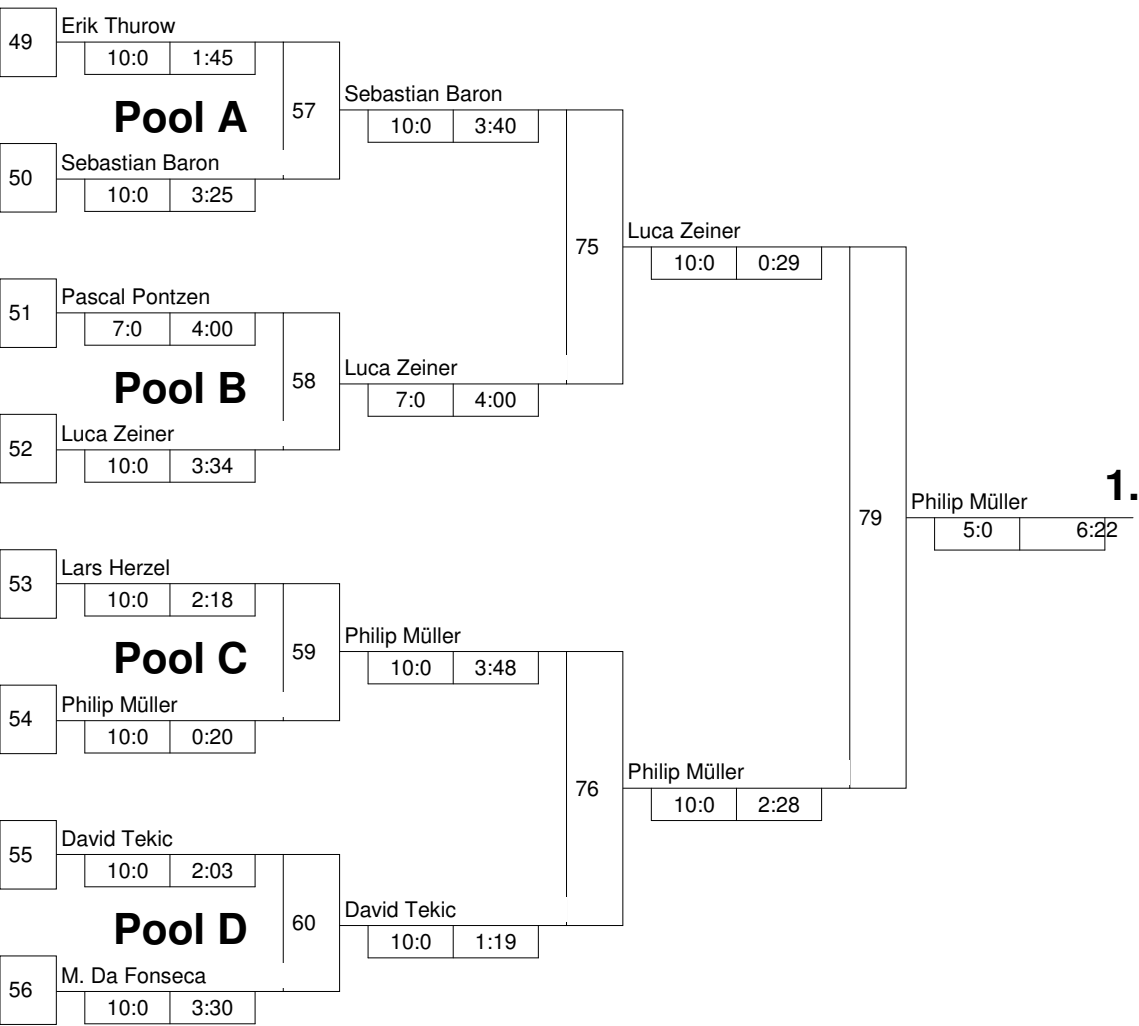 49 Erik Thurow
10:0 1:45
Pool A 57 Sebastian Baron
10:0 3:40
50 Sebastian Baron
10:0 3:25
75 Luca Zeiner
10:0 0:29
51 Pascal Pontzen
7:0 4:00
Pool B 58 Luca Zeiner
7:0 4:00
52 Luca Zeiner
10:0 3:34
79 Philip Müller 1.
5:0 6:22
53 Lars Herzel
10:0 2:18
Pool C 59 Philip Müller
10:0 3:48
54 Philip Müller
10:0 0:20
76 Philip Müller
10:0 2:28
55 David Tekic
10:0 2:03
Pool D 60 David Tekic
10:0 1:19
56 M. Da Fonseca
10:0 3:30